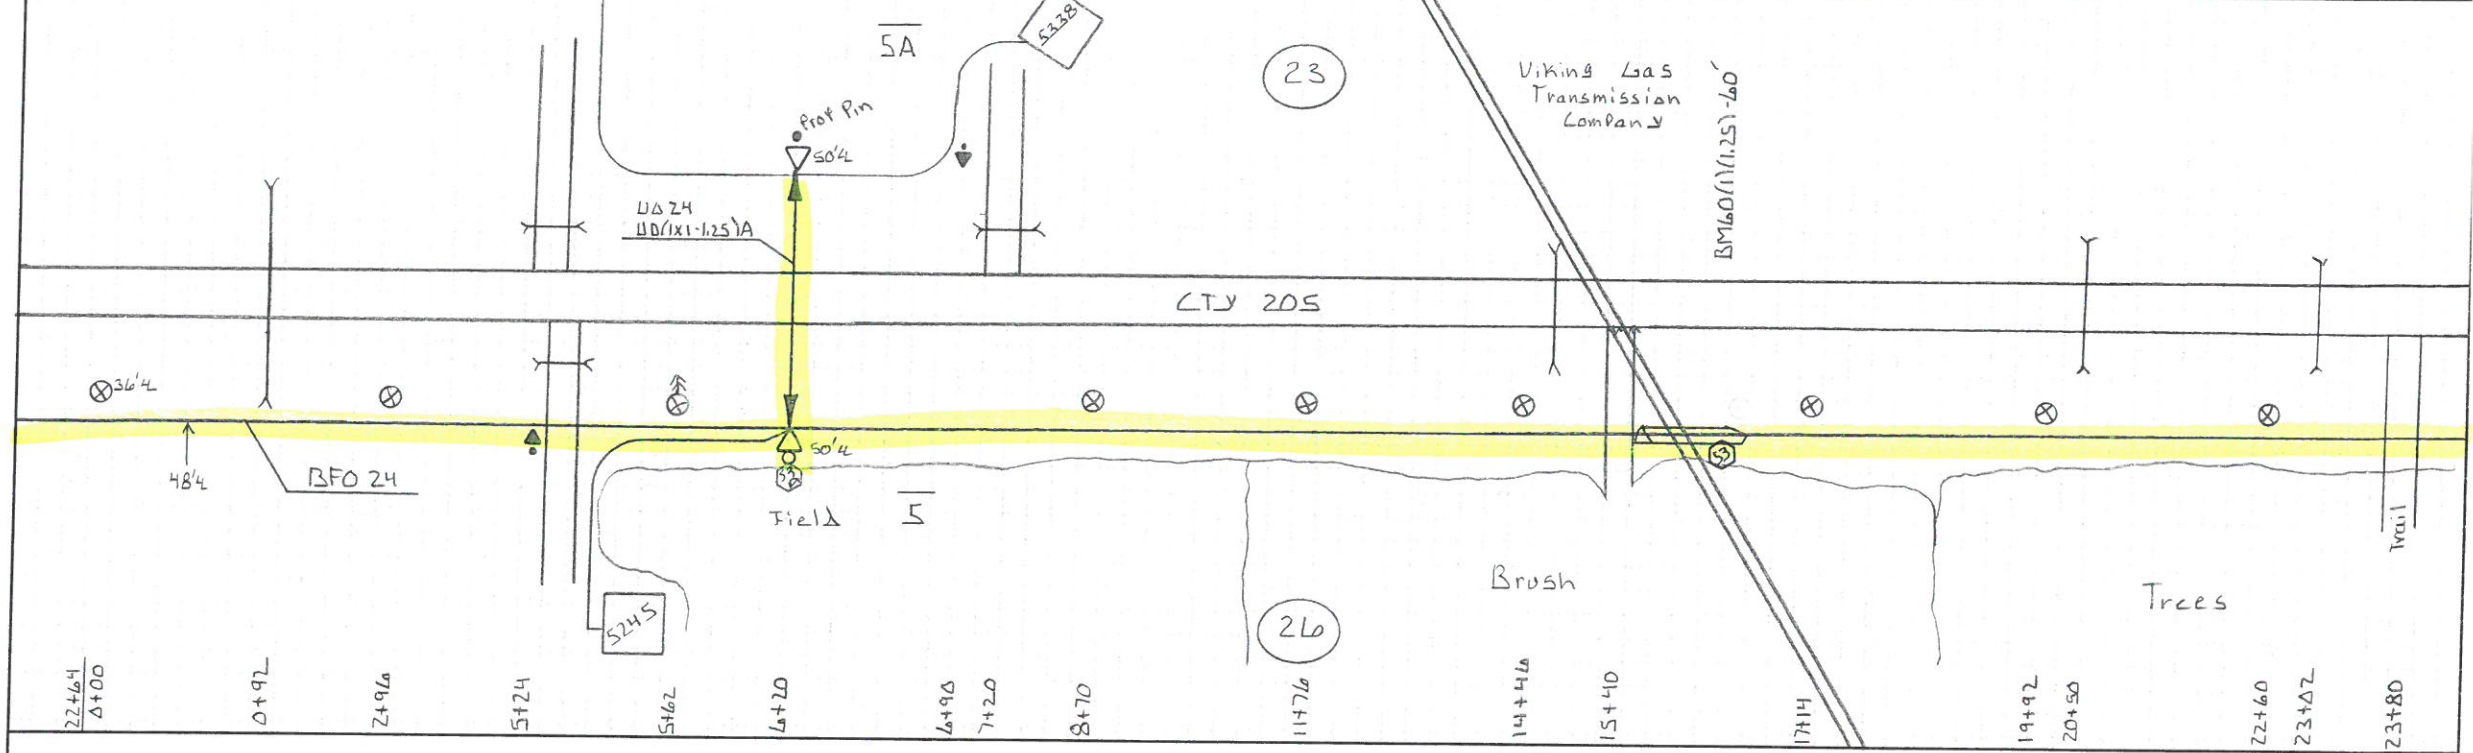 5A
5338
23
Viking Gas
Transmission
Company
BM60(1)(1.25)-60'
Prot Pin
50'L
UD 24
UD(1X1-1.25)A
CTY 205
36'L
48'L
BFO 24
50'L
53
Field
5
5245
26
Brush
Trees
Trail
22+64
0+00
0+92
2+96
5+24
5+62
6+20
6+90
7+20
8+70
11+76
14+46
15+40
17+14
19+92
20+50
22+60
23+02
23+80